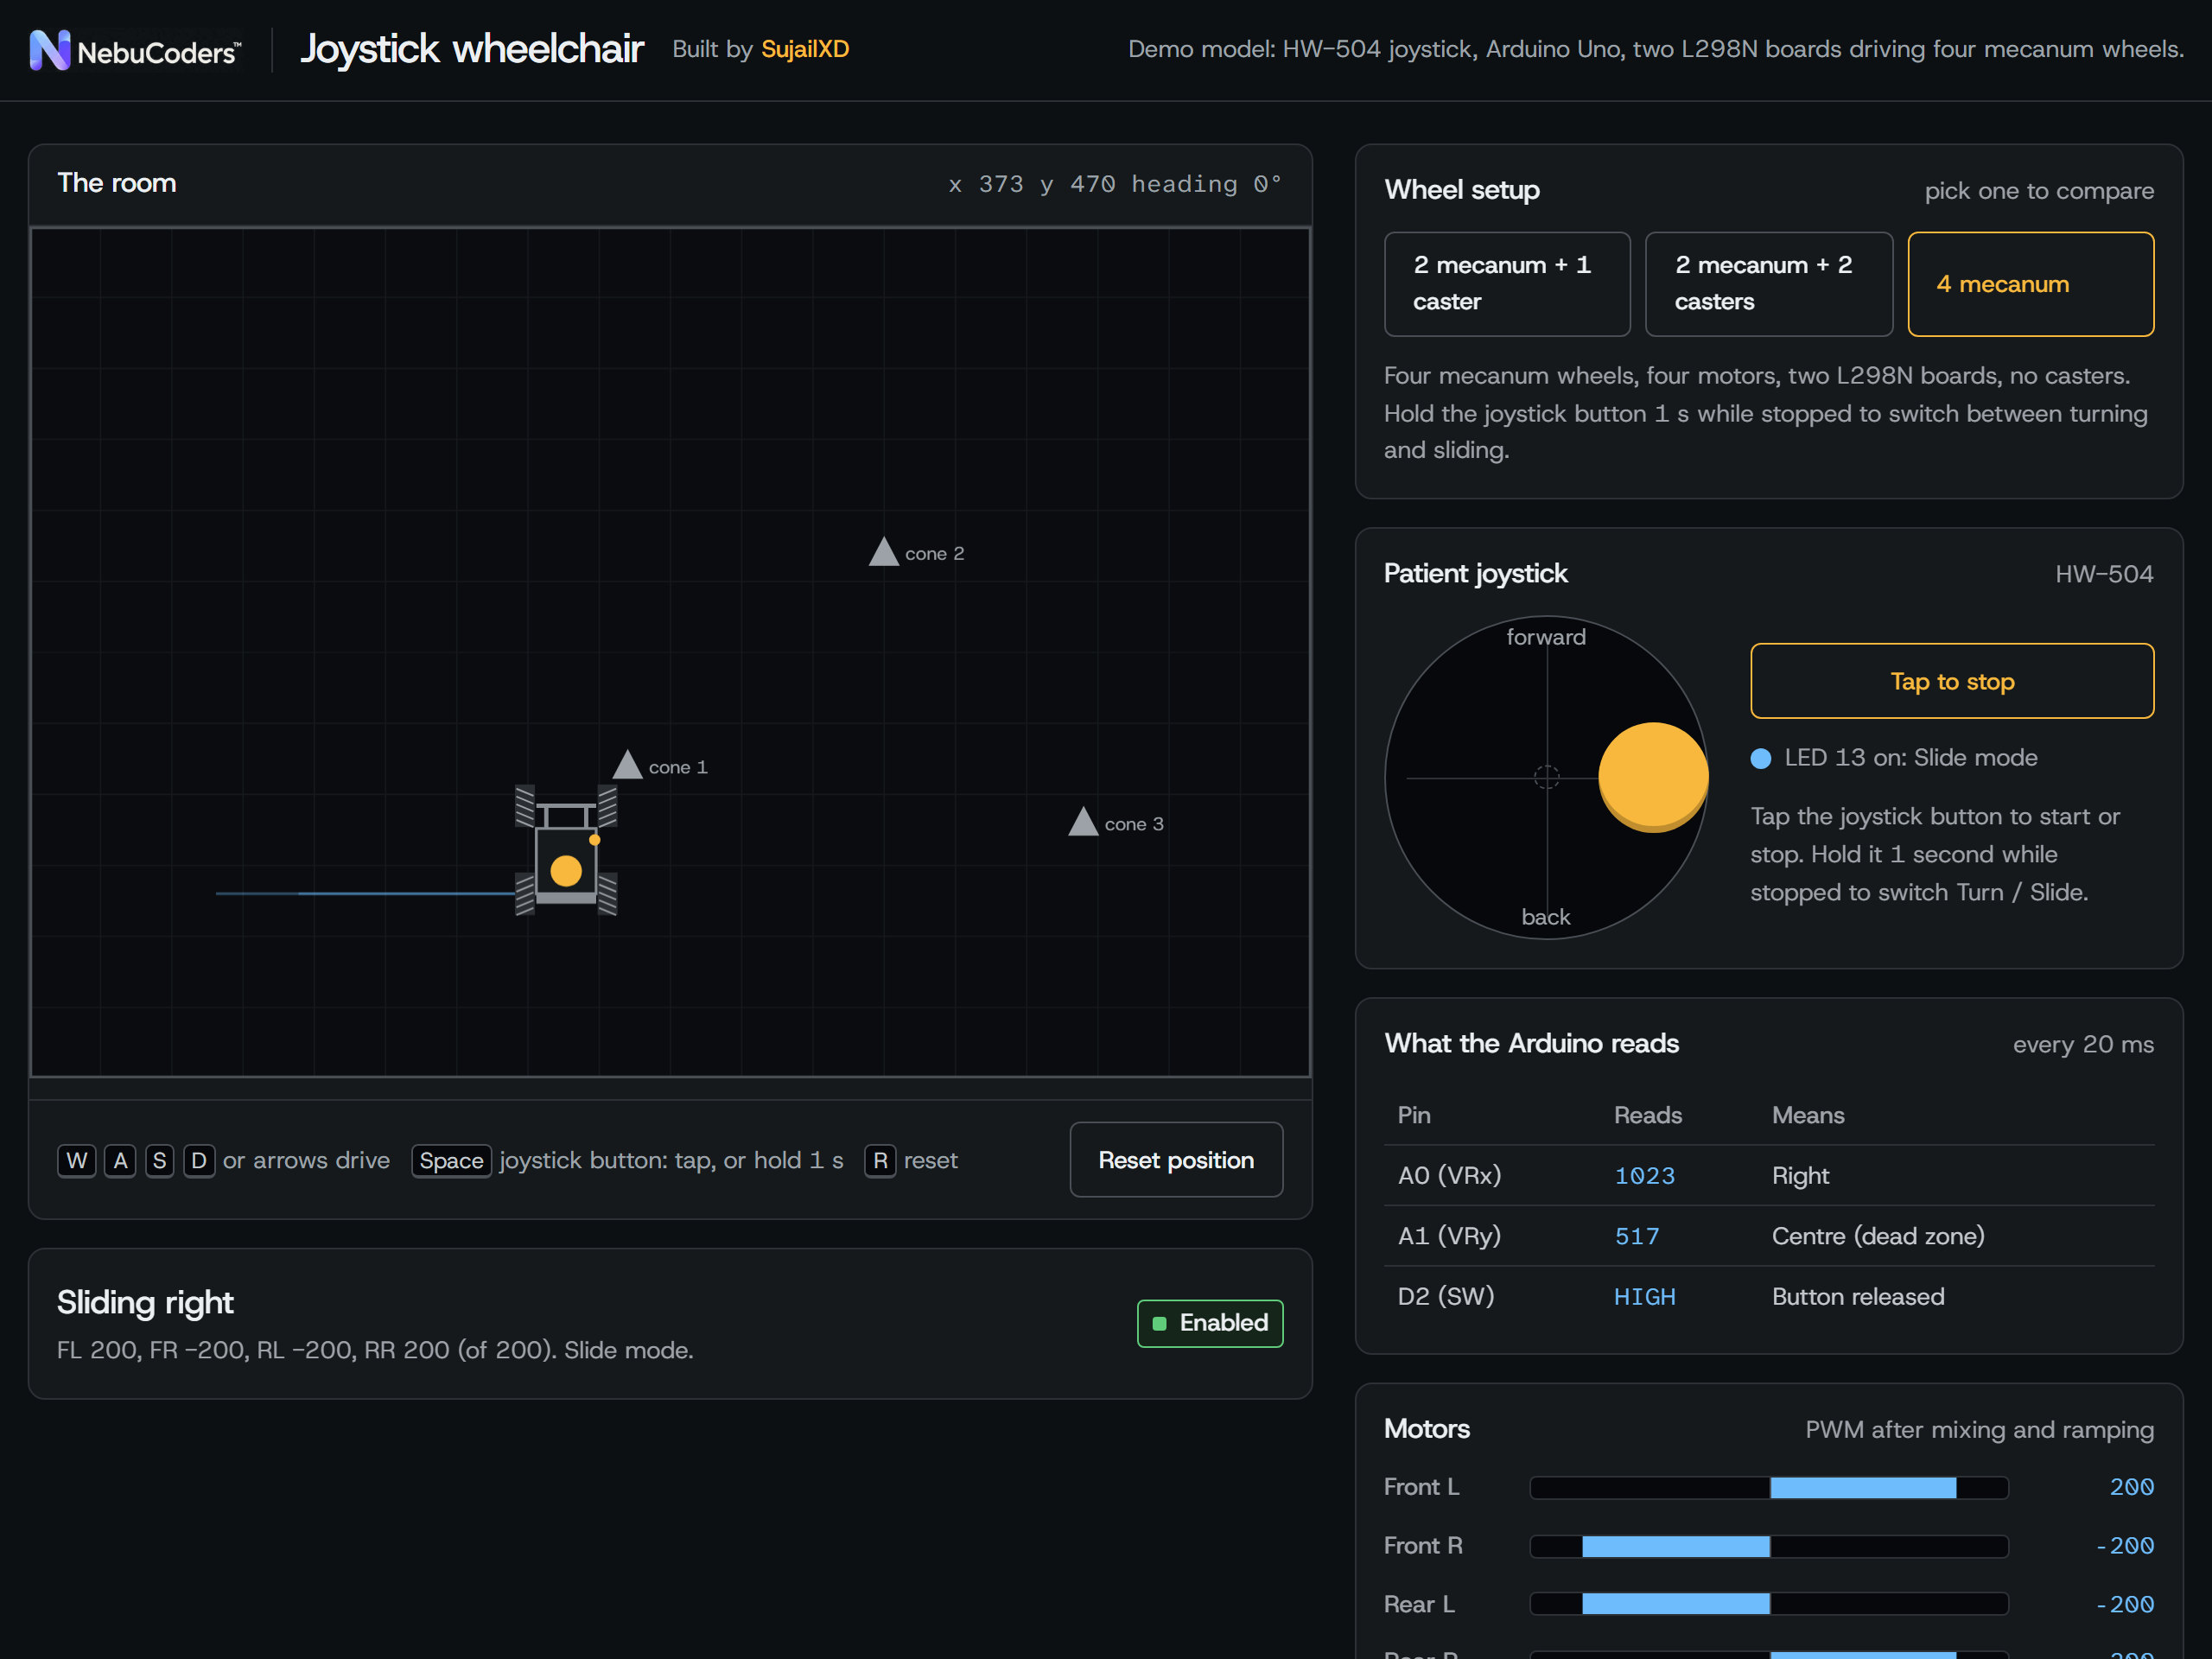 NebuCoders™
Joystick wheelchair
Built by SujailXD
Demo model: HW-504 joystick, Arduino Uno, two L298N boards driving four mecanum wheels.
The room
x 373 y 470 heading 0°
cone 2
cone 1
cone 3
W A S D or arrows drive Space joystick button: tap, or hold 1 s R reset
Reset position
Sliding right
FL 200, FR -200, RL -200, RR 200 (of 200). Slide mode.
Enabled
Wheel setup
pick one to compare
2 mecanum + 1
caster
2 mecanum + 2
casters
4 mecanum
Four mecanum wheels, four motors, two L298N boards, no casters.
Hold the joystick button 1 s while stopped to switch between turning
and sliding.
Patient joystick
HW-504
forward
back
Tap to stop
LED 13 on: Slide mode
Tap the joystick button to start or
stop. Hold it 1 second while
stopped to switch Turn / Slide.
What the Arduino reads
every 20 ms
Pin Reads Means
A0 (VRx) 1023 Right
A1 (VRy) 517 Centre (dead zone)
D2 (SW) HIGH Button released
Motors
PWM after mixing and ramping
Front L 200
Front R -200
Rear L -200